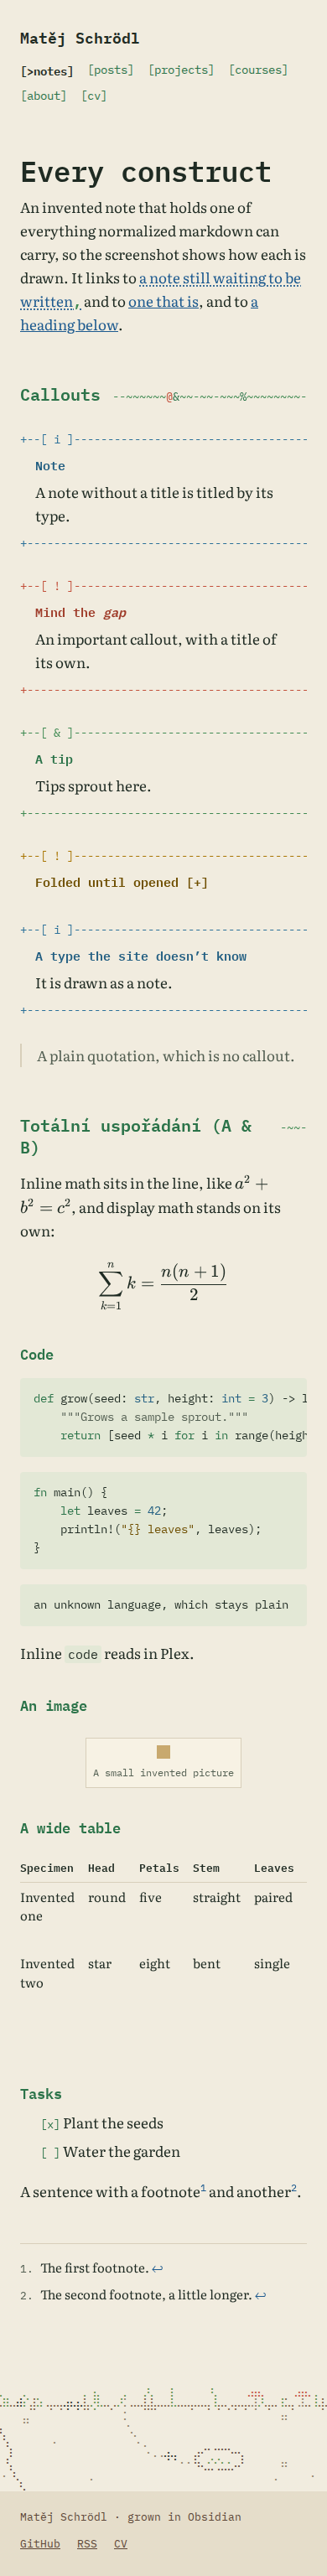 Matěj Schrödl
[>notes] [posts] [projects] [courses]
[about] [cv]
Every construct
An invented note that holds one of
everything normalized markdown can
carry, so the screenshot shows how each is
drawn. It links to a note still waiting to be
written, and to one that is, and to a
heading below.
Callouts --~~~~~~@&~~-~~-~~~%~~~~~~~~-
+--[ i ]-----------------------------------
Note
A note without a title is titled by its
type.
+------------------------------------------
+--[ ! ]-----------------------------------
Mind the gap
An important callout, with a title of
its own.
+------------------------------------------
+--[ & ]-----------------------------------
A tip
Tips sprout here.
+------------------------------------------
+--[ ! ]-----------------------------------
Folded until opened [+]
+--[ i ]-----------------------------------
A type the site doesn’t know
It is drawn as a note.
+------------------------------------------
A plain quotation, which is no callout.
Totální uspořádání (A & -~~-
B)
Inline math sits in the line, like a² +
b² = c², and display math stands on its
own:
∑_{k=1}^{n} k = n(n + 1)/2
Code
def grow(seed: str, height: int = 3) -> l
"""Grows a sample sprout."""
return [seed * i for i in range(heigh
fn main() {
let leaves = 42;
println!("{} leaves", leaves);
}
an unknown language, which stays plain
Inline code reads in Plex.
An image
A small invented picture
A wide table
Specimen Head Petals Stem Leaves
Invented round five straight paired
one
Invented star eight bent single
two
Tasks
[x] Plant the seeds
[ ] Water the garden
A sentence with a footnote¹ and another².
1. The first footnote. ↩
2. The second footnote, a little longer. ↩
Matěj Schrödl · grown in Obsidian
GitHub RSS CV